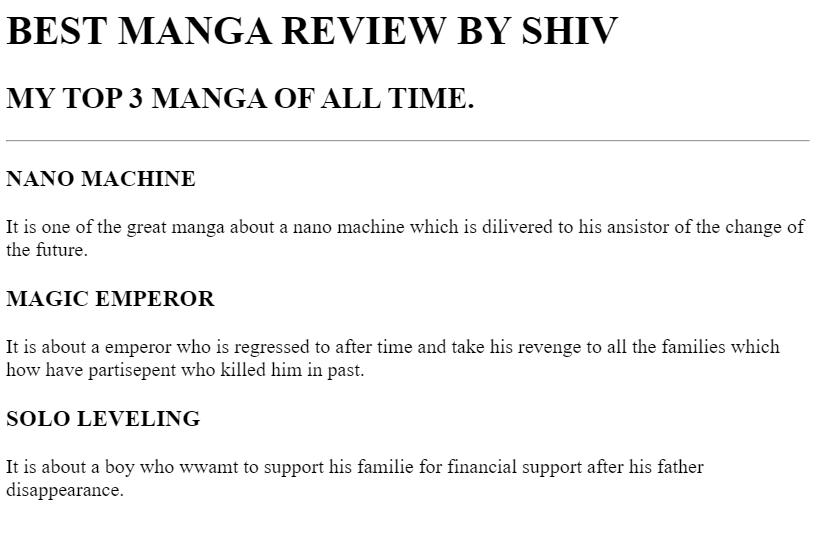 BEST MANGA REVIEW BY SHIV
MY TOP 3 MANGA OF ALL TIME.
NANO MACHINE
It is one of the great manga about a nano machine which is dilivered to his ansistor of the change of
the future.
MAGIC EMPEROR
It is about a emperor who is regressed to after time and take his revenge to all the families which
how have partisepent who killed him in past.
SOLO LEVELING
It is about a boy who wwamt to support his familie for financial support after his father
disappearance.